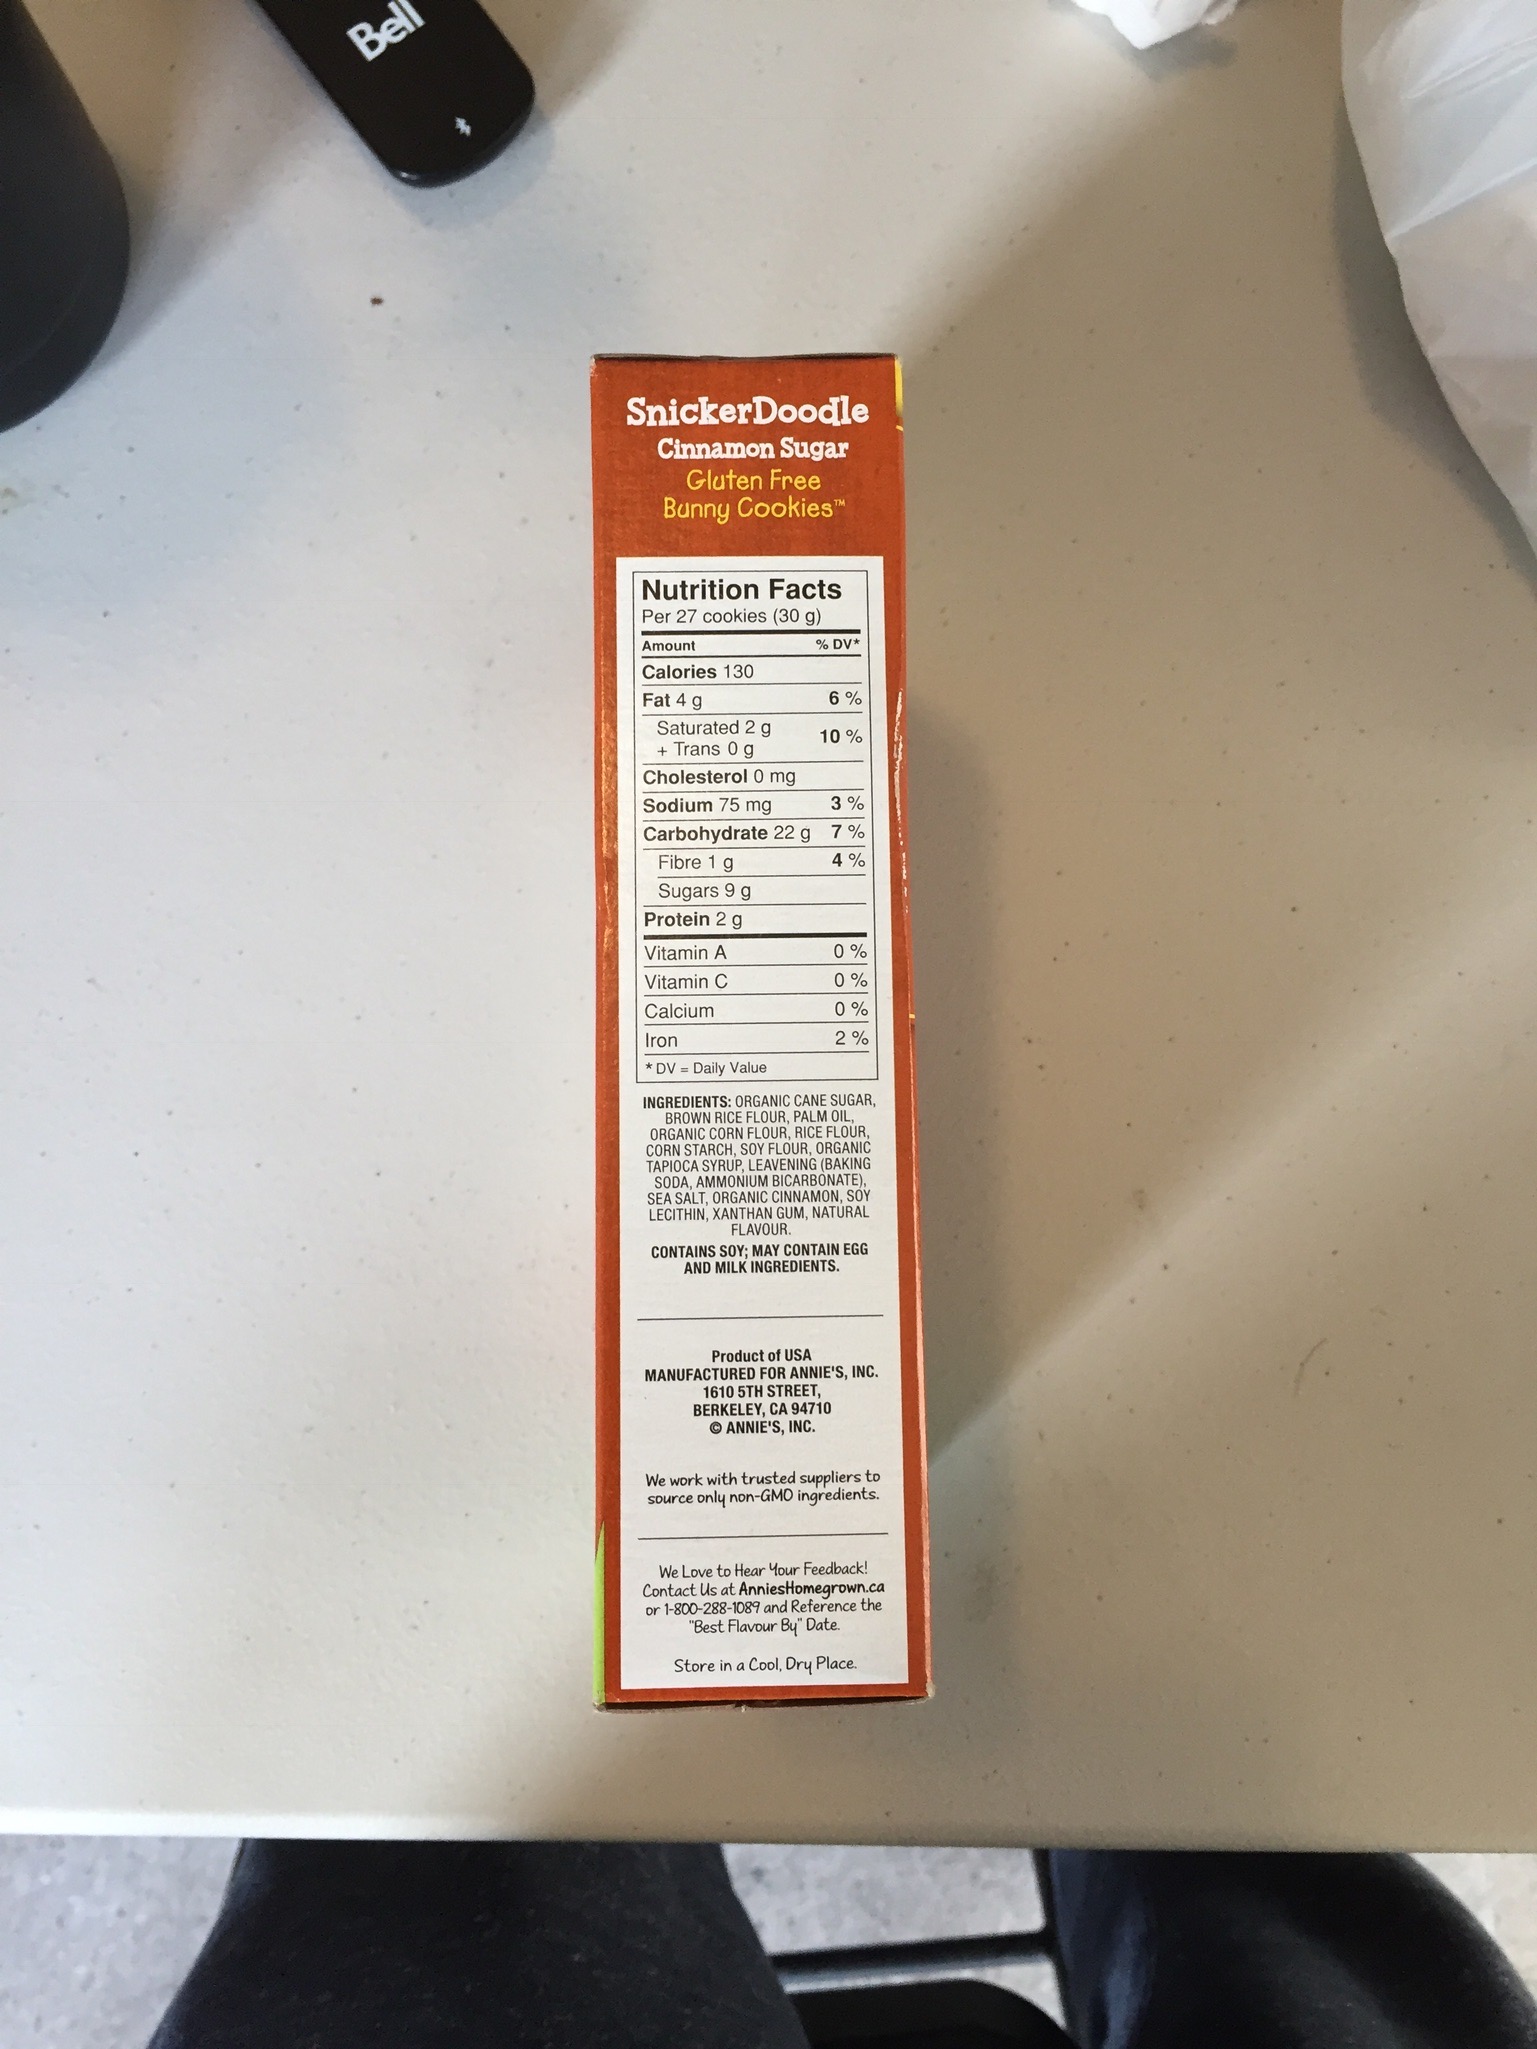 Bell
SnickerDoodle
Cinnamon Sugar
Gluten Free
Bunny Cookies™
Nutrition Facts
Per 27 cookies (30 g)
Amount % DV*
Calories 130
Fat 4 g 6 %
Saturated 2 g
+ Trans 0 g 10 %
Cholesterol 0 mg
Sodium 75 mg 3 %
Carbohydrate 22 g 7 %
Fibre 1 g 4 %
Sugars 9 g
Protein 2 g
Vitamin A 0 %
Vitamin C 0 %
Calcium 0 %
Iron 2 %
* DV = Daily Value
INGREDIENTS: ORGANIC CANE SUGAR,
BROWN RICE FLOUR, PALM OIL,
ORGANIC CORN FLOUR, RICE FLOUR,
CORN STARCH, SOY FLOUR, ORGANIC
TAPIOCA SYRUP, LEAVENING (BAKING
SODA, AMMONIUM BICARBONATE),
SEA SALT, ORGANIC CINNAMON, SOY
LECITHIN, XANTHAN GUM, NATURAL
FLAVOUR.
CONTAINS SOY; MAY CONTAIN EGG
AND MILK INGREDIENTS.
Product of USA
MANUFACTURED FOR ANNIE'S, INC.
1610 5TH STREET,
BERKELEY, CA 94710
© ANNIE'S, INC.
We work with trusted suppliers to
source only non-GMO ingredients.
We Love to Hear Your Feedback!
Contact Us at AnniesHomegrown.ca
or 1-800-288-1089 and Reference the
"Best Flavour By" Date.
Store in a Cool, Dry Place.